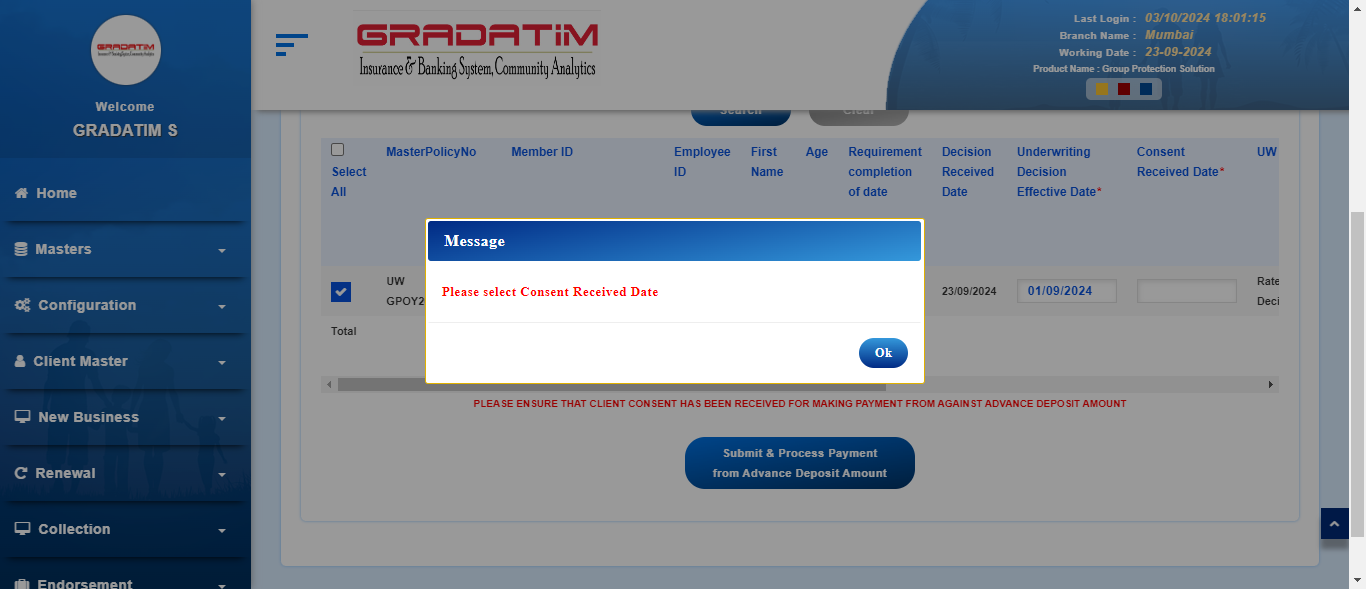 GRADATIM
Insurance & Banking System, Community Analytics
Welcome
GRADATIM S
Home
Masters
Configuration
Client Master
New Business
Renewal
Collection
Endorsement
GRADATIM
Insurance & Banking System, Community Analytics
Last Login : 03/10/2024 18:01:15
Branch Name : Mumbai
Working Date : 23-09-2024
Product Name : Group Protection Solution
Search Clear
Select All
MasterPolicyNo
Member ID
Employee ID
First Name
Age
Requirement completion of date
Decision Received Date
Underwriting Decision Effective Date*
Consent Received Date*
UW
UW
GPOY2
23/09/2024
01/09/2024
Rate
Deci
Total
Message
Please select Consent Received Date
Ok
PLEASE ENSURE THAT CLIENT CONSENT HAS BEEN RECEIVED FOR MAKING PAYMENT FROM AGAINST ADVANCE DEPOSIT AMOUNT
Submit & Process Payment
from Advance Deposit Amount